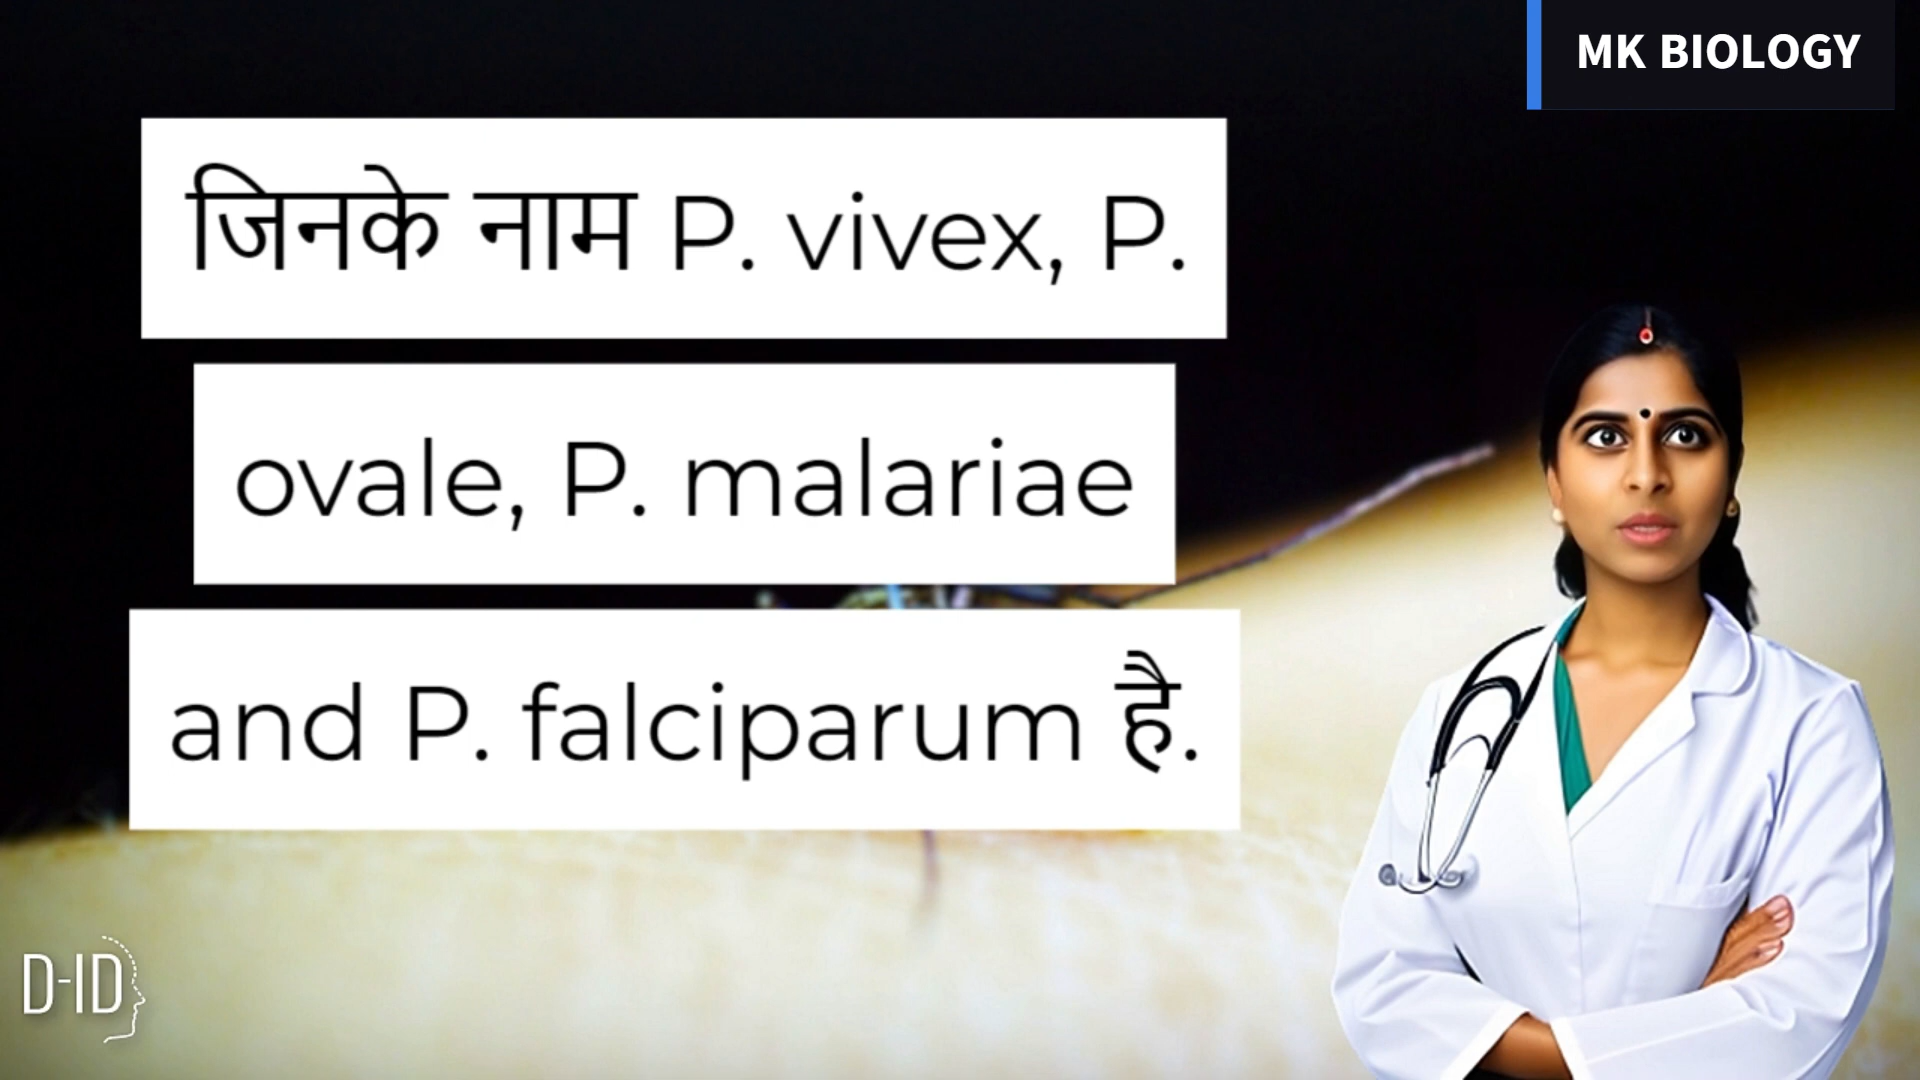 MK BIOLOGY
जिनके नाम P. vivex, P.
ovale, P. malariae
and P. falciparum है.
D-ID